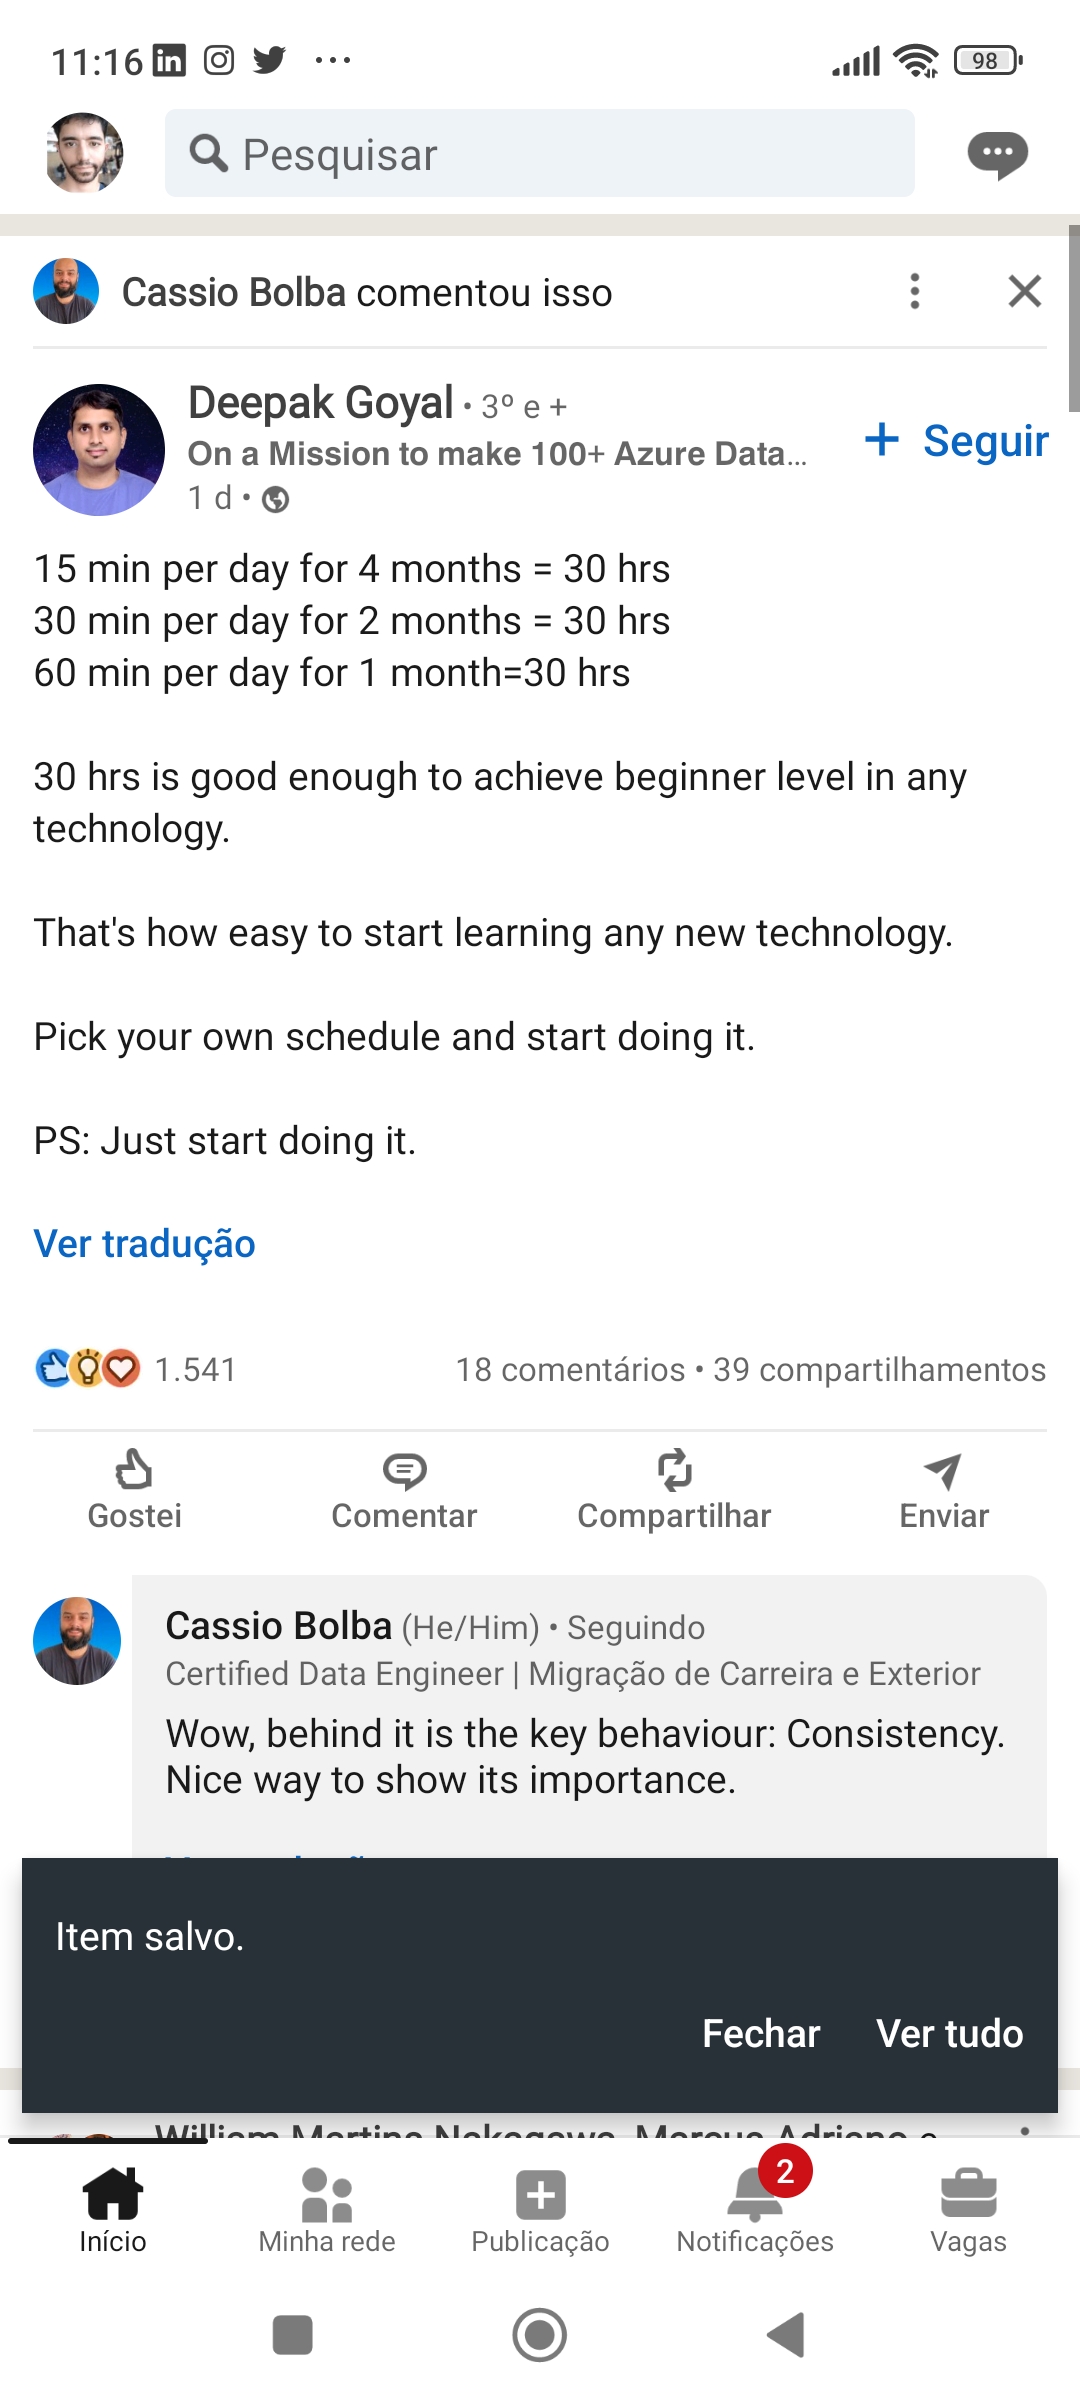 11:16
98
Pesquisar
Cassio Bolba comentou isso
Deepak Goyal • 3º e +
On a Mission to make 100+ Azure Data...
+ Seguir
1 d •
15 min per day for 4 months = 30 hrs
30 min per day for 2 months = 30 hrs
60 min per day for 1 month=30 hrs
30 hrs is good enough to achieve beginner level in any
technology.
That's how easy to start learning any new technology.
Pick your own schedule and start doing it.
PS: Just start doing it.
Ver tradução
1.541
18 comentários • 39 compartilhamentos
Gostei
Comentar
Compartilhar
Enviar
Cassio Bolba (He/Him) • Seguindo
Certified Data Engineer | Migração de Carreira e Exterior
Wow, behind it is the key behaviour: Consistency.
Nice way to show its importance.
Item salvo.
Fechar
Ver tudo
William Martins Nakagawa, Marcus Adriano e
2
Início
Minha rede
Publicação
Notificações
Vagas